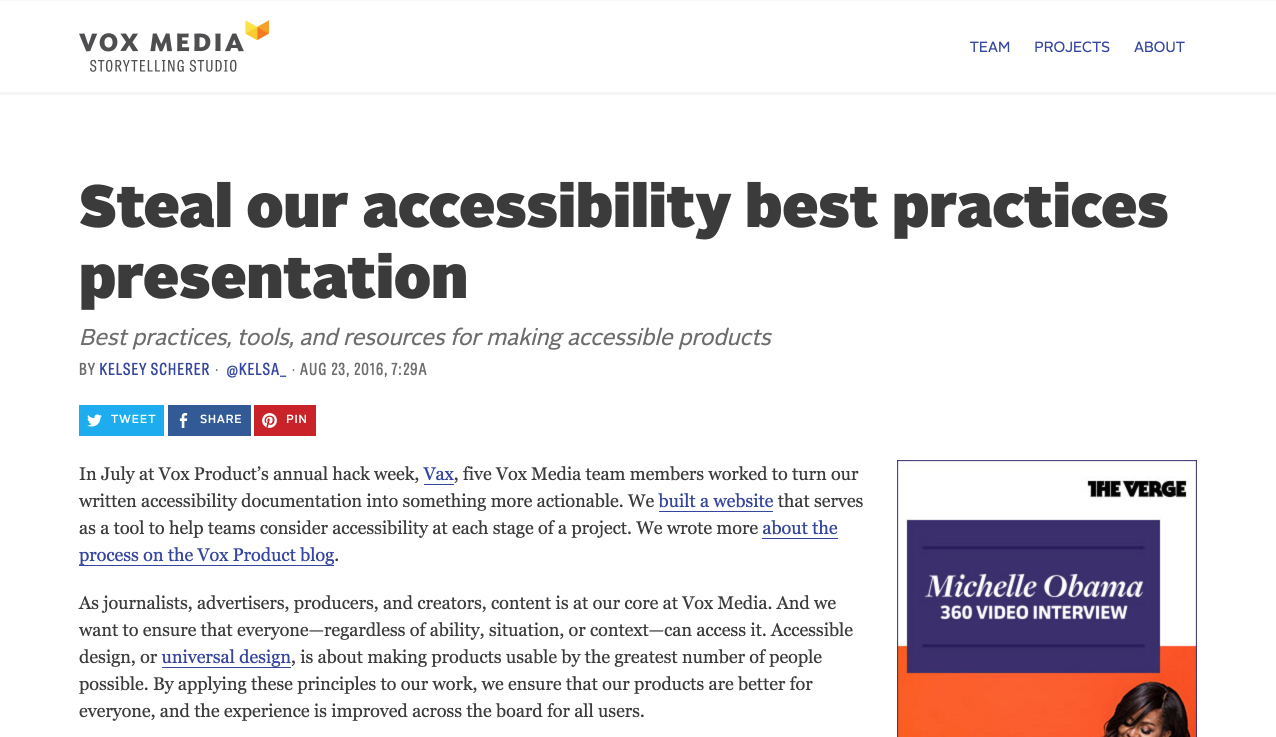 VOX MEDIA
STORYTELLING STUDIO
TEAM PROJECTS ABOUT
Steal our accessibility best practices
presentation
Best practices, tools, and resources for making accessible products
BY KELSEY SCHERER · @KELSA_ · AUG 23, 2016, 7:29A
TWEET SHARE PIN
In July at Vox Product’s annual hack week, Vax, five Vox Media team members worked to turn our
written accessibility documentation into something more actionable. We built a website that serves
as a tool to help teams consider accessibility at each stage of a project. We wrote more about the
process on the Vox Product blog.
As journalists, advertisers, producers, and creators, content is at our core at Vox Media. And we
want to ensure that everyone—regardless of ability, situation, or context—can access it. Accessible
design, or universal design, is about making products usable by the greatest number of people
possible. By applying these principles to our work, we ensure that our products are better for
everyone, and the experience is improved across the board for all users.
THE VERGE
Michelle Obama
360 VIDEO INTERVIEW